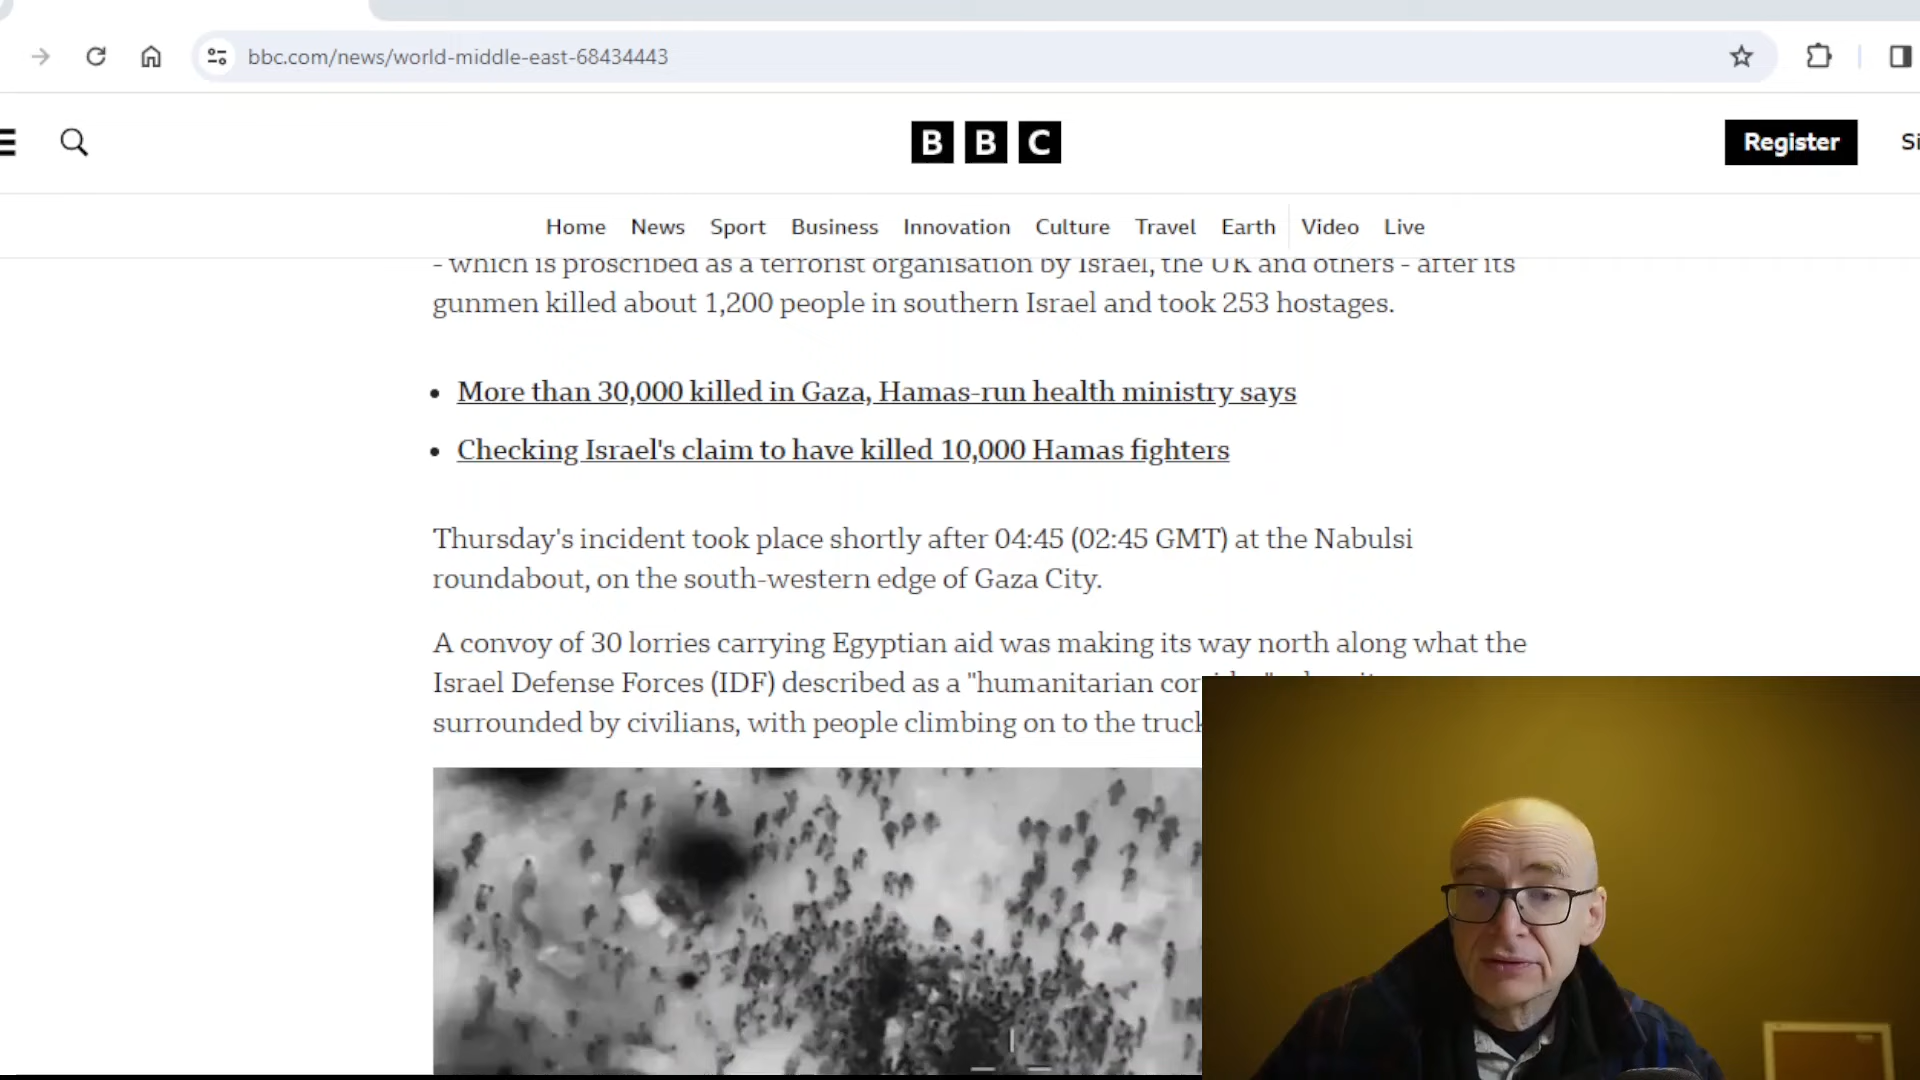 bbc.com/news/world-middle-east-68434443
BBC
Register
Home News Sport Business Innovation Culture Travel Earth Video Live
- which is proscribed as a terrorist organisation by Israel, the UK and others - after its
gunmen killed about 1,200 people in southern Israel and took 253 hostages.
• More than 30,000 killed in Gaza, Hamas-run health ministry says
• Checking Israel's claim to have killed 10,000 Hamas fighters
Thursday's incident took place shortly after 04:45 (02:45 GMT) at the Nabulsi
roundabout, on the south-western edge of Gaza City.
A convoy of 30 lorries carrying Egyptian aid was making its way north along what the
Israel Defense Forces (IDF) described as a "humanitarian
surrounded by civilians, with people climbing on to the